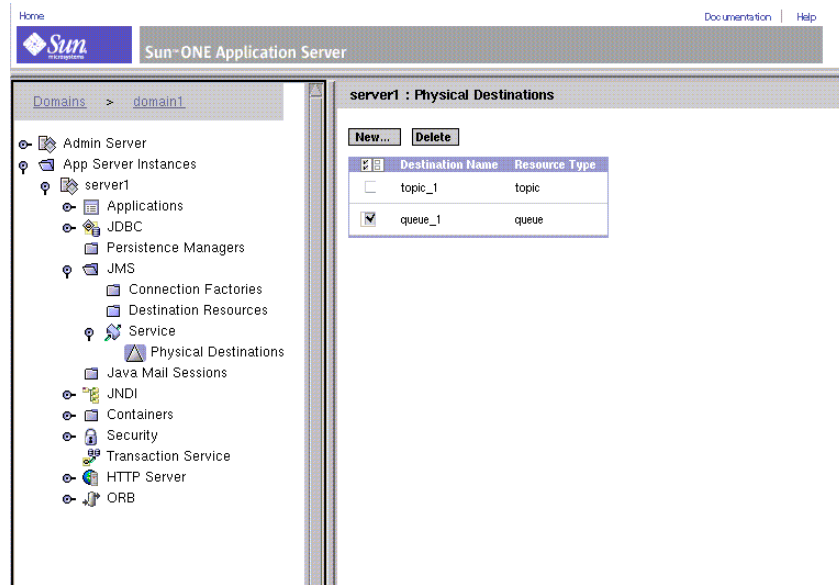 Home
Documentation | Help
Sun
microsystems
Sun™ ONE Application Server
Domains > domain1
Admin Server
App Server Instances
server1
Applications
JDBC
Persistence Managers
JMS
Connection Factories
Destination Resources
Service
Physical Destinations
Java Mail Sessions
JNDI
Containers
Security
Transaction Service
HTTP Server
ORB
server1 : Physical Destinations
New... Delete
Destination Name Resource Type
topic_1 topic
queue_1 queue